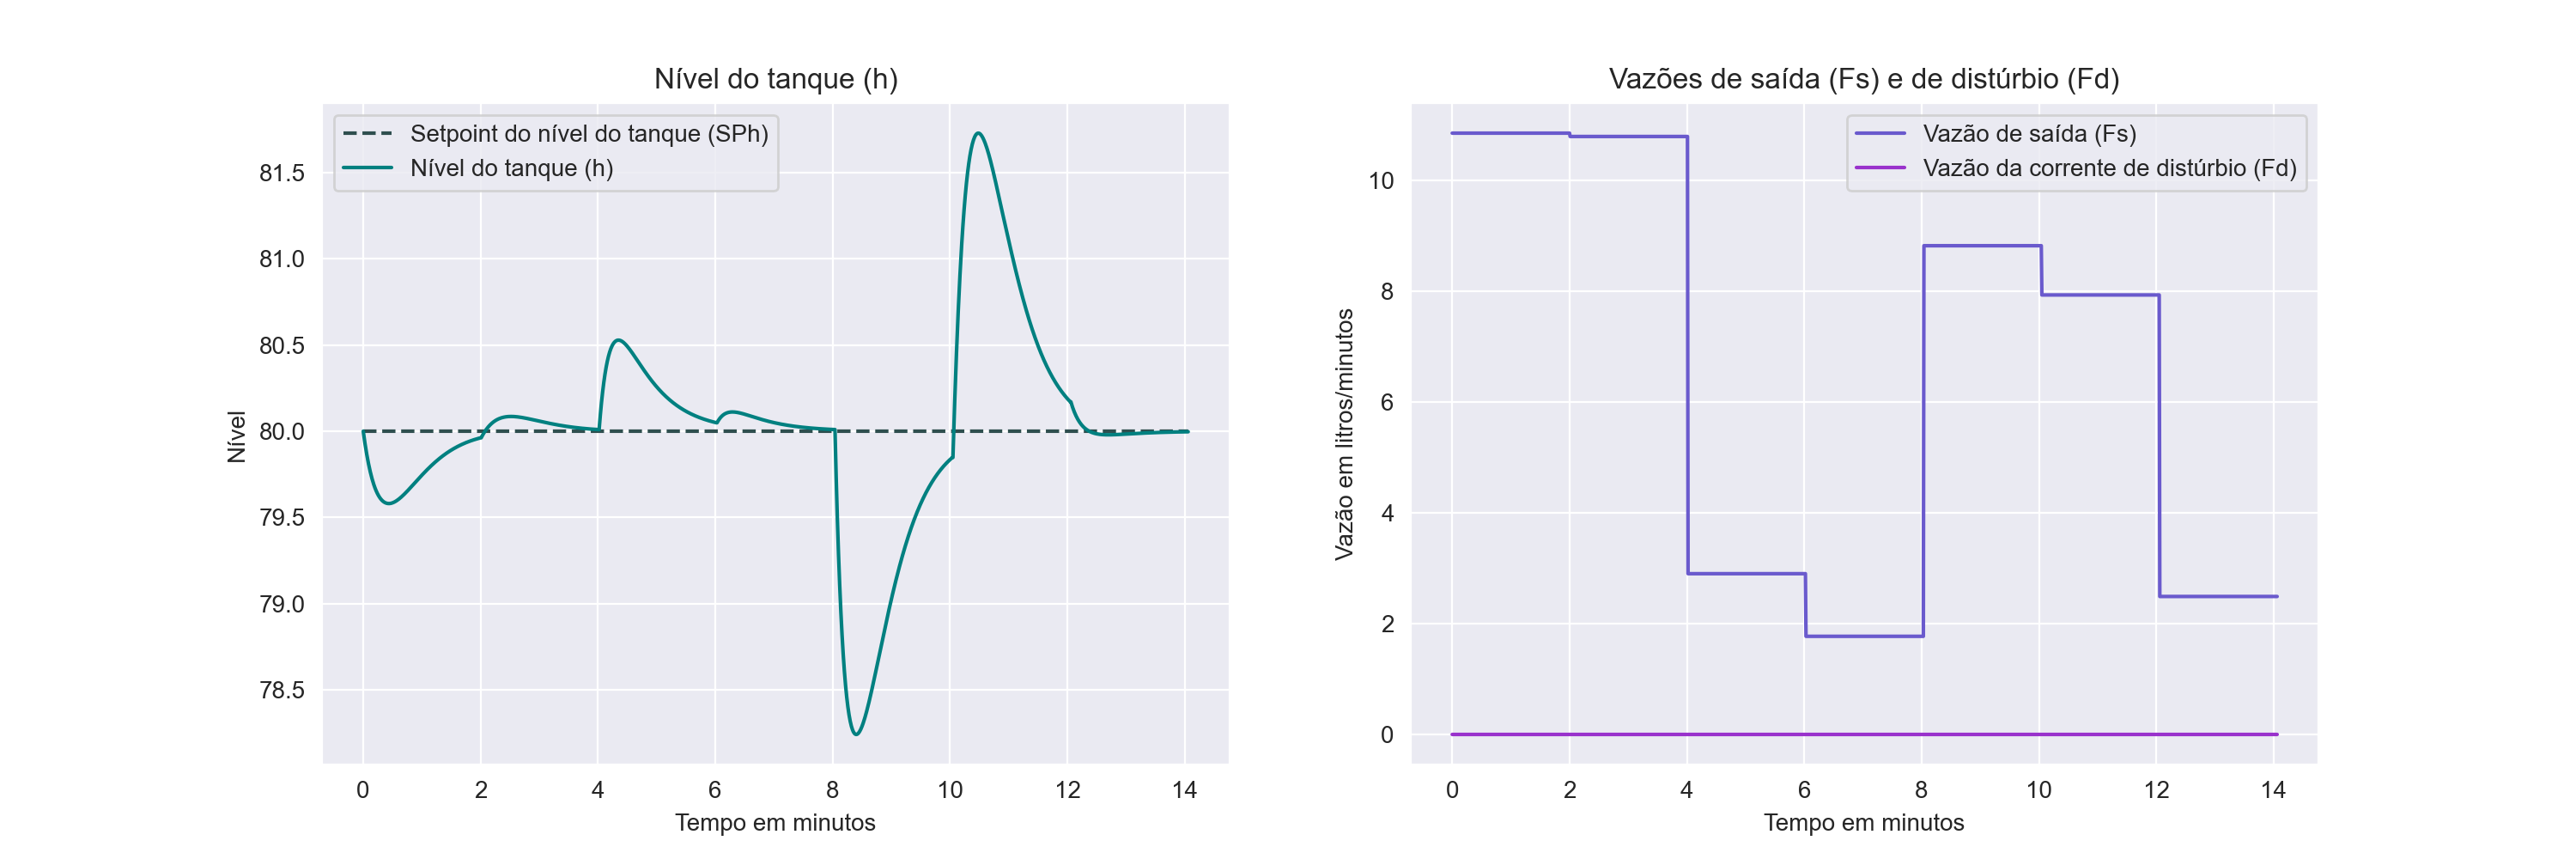 Nível do tanque (h)
Setpoint do nível do tanque (SPh)
Nível do tanque (h)
81.5
81.0
80.5
80.0
79.5
79.0
78.5
Nível
0 2 4 6 8 10 12 14
Tempo em minutos
Vazões de saída (Fs) e de distúrbio (Fd)
Vazão de saída (Fs)
Vazão da corrente de distúrbio (Fd)
10
8
6
4
2
0
Vazão em litros/minutos
0 2 4 6 8 10 12 14
Tempo em minutos